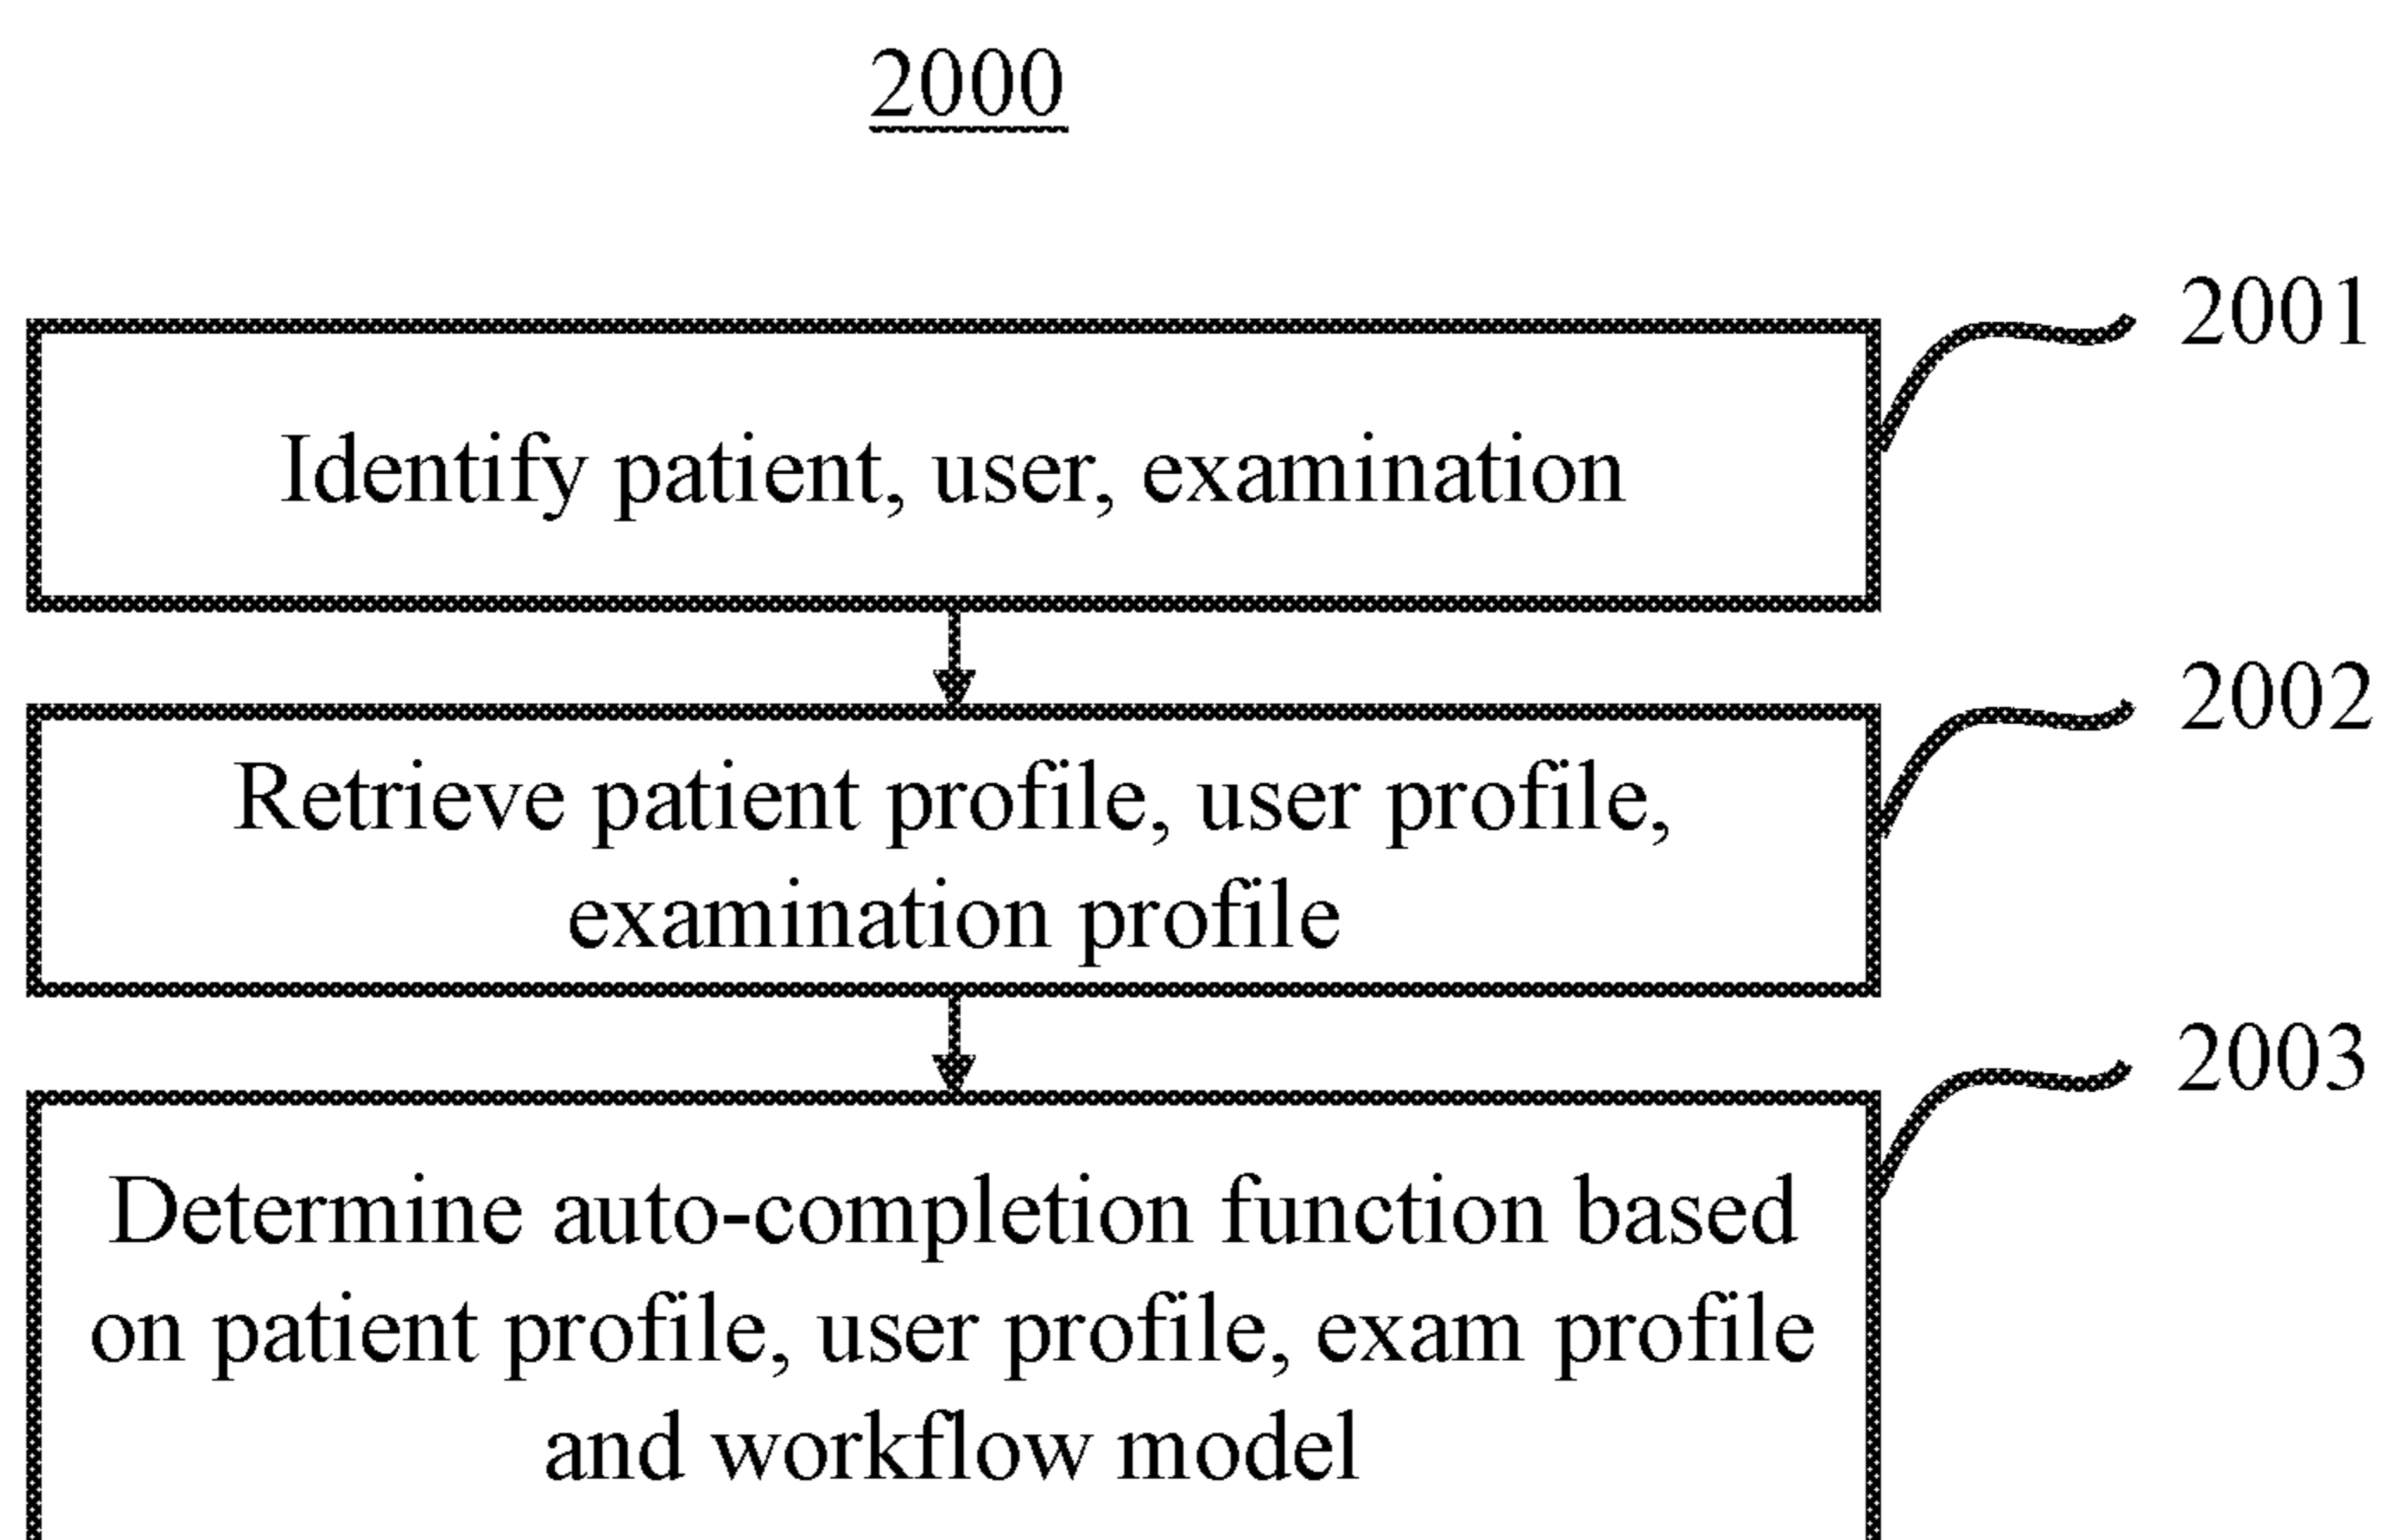 2000
2001
Identify patient, user, examination
2002
Retrieve patient profile, user profile,
examination profile
2003
Determine auto-completion function based
on patient profile, user profile, exam profile
and workflow model